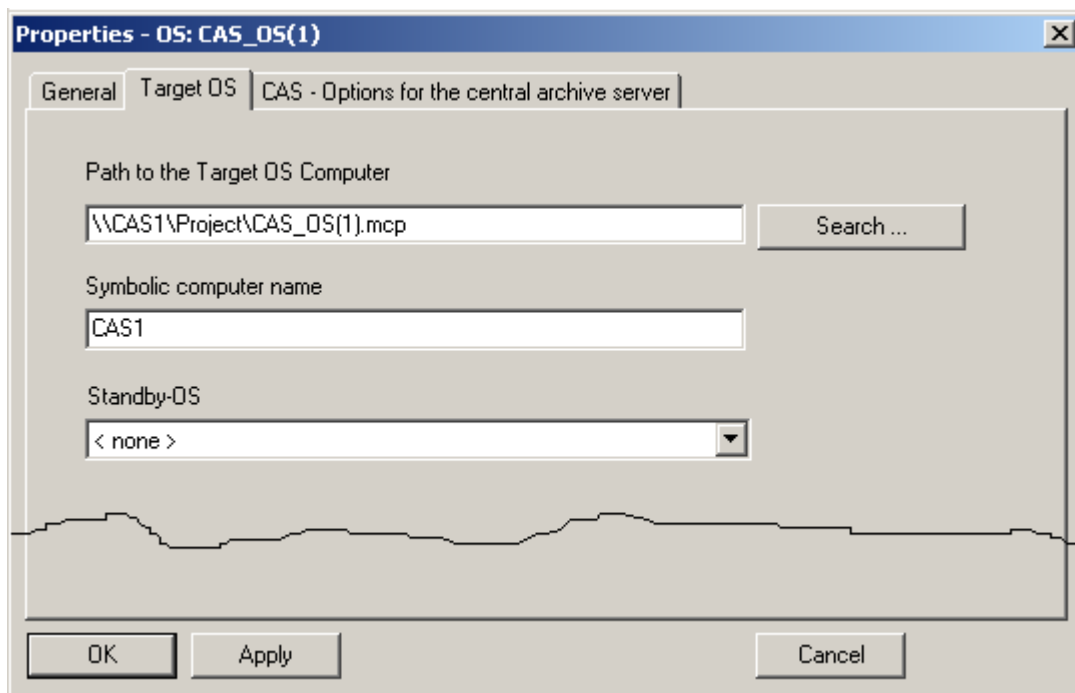 Properties - OS: CAS_OS(1)
General Target OS CAS - Options for the central archive server
Path to the Target OS Computer
\\CAS1\Project\CAS_OS(1).mcp Search ...
Symbolic computer name
CAS1
Standby-OS
< none >
OK Apply Cancel